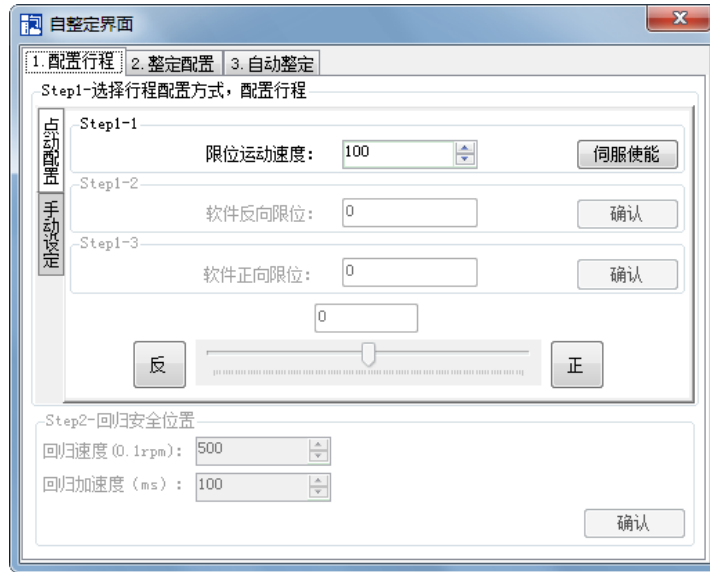 自整定界面
1.配置行程 2.整定配置 3.自动整定
Step1-选择行程配置方式，配置行程
点动配置
手动设定
Step1-1
限位运动速度： 100 伺服使能
Step1-2
软件反向限位： 0 确认
Step1-3
软件正向限位： 0 确认
0
反 正
Step2-回归安全位置
回归速度(0.1rpm)： 500
回归加速度（ms）： 100
确认